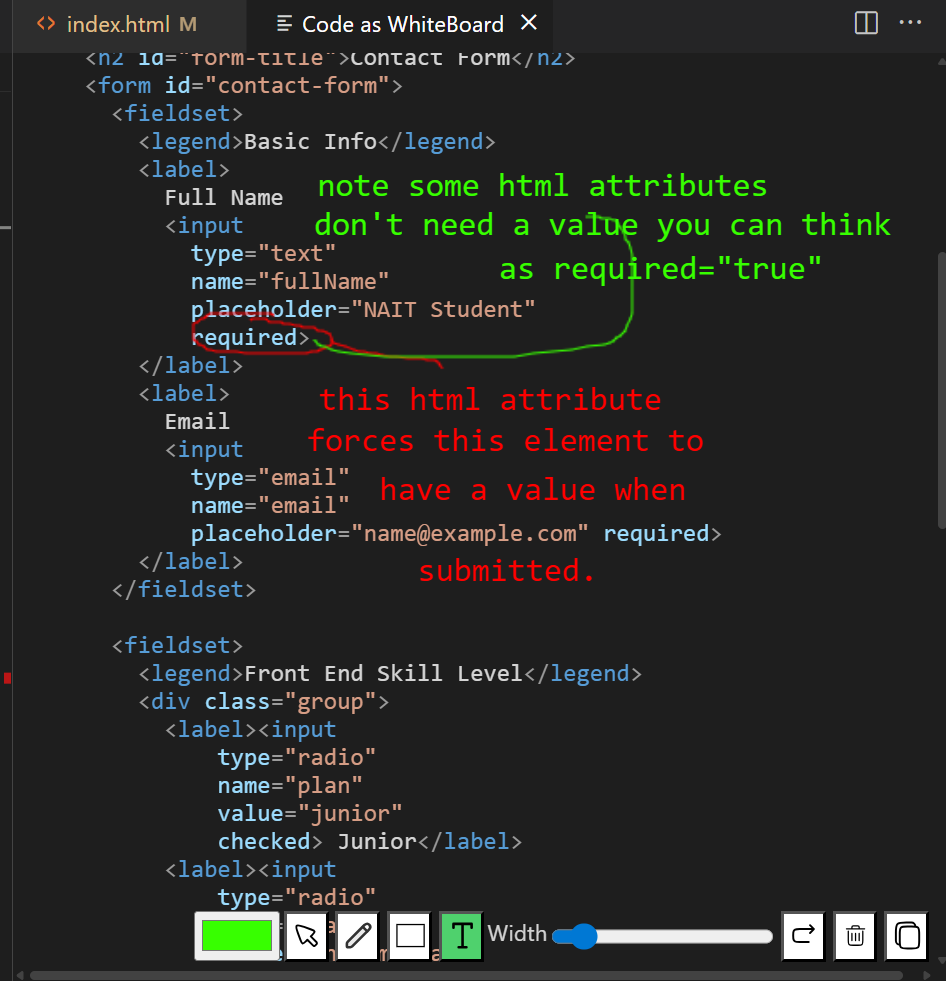 index.html M
Code as WhiteBoard
<h2 id="form-title">Contact Form</h2>
<form id="contact-form">
<fieldset>
<legend>Basic Info</legend>
<label>
Full Name
note some html attributes
<input
don't need a value you can think
type="text"
as required="true"
name="fullName"
placeholder="NAIT Student"
required>
</label>
<label>
this html attribute
Email
forces this element to
<input
type="email"
have a value when
name="email"
placeholder="name@example.com" required>
</label>
submitted.
</fieldset>
<fieldset>
<legend>Front End Skill Level</legend>
<div class="group">
<label><input
type="radio"
name="plan"
value="junior"
checked> Junior</label>
<label><input
type="radio"
T
Width